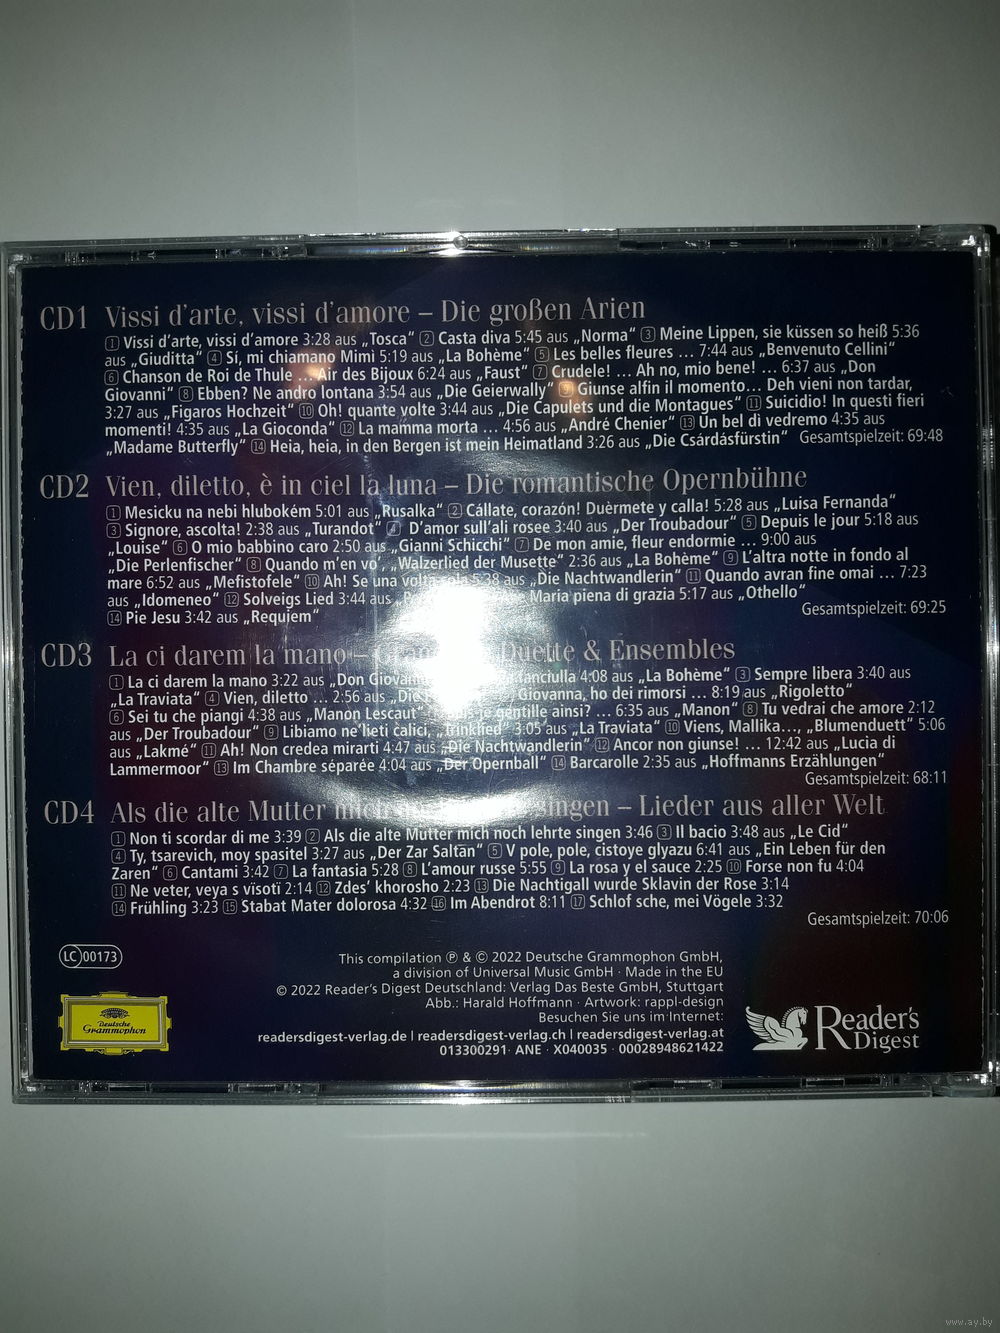 CD1 Vissi d'arte, vissi d'amore – Die großen Arien
1 Vissi d'arte, vissi d'amore 3:28 aus „Tosca“ 2 Casta diva 5:45 aus „Norma“ 3 Meine Lippen, sie küssen so heiß 5:36
aus „Giuditta“ 4 Sí, mi chiamano Mimì 5:19 aus „La Bohème“ 5 Les belles fleures ... 7:44 aus „Benvenuto Cellini“
6 Chanson de Roi de Thule ... Air des Bijoux 6:24 aus „Faust“ 7 Crudele! ... Ah no, mio bene! ... 6:37 aus „Don
Giovanni“ 8 Ebben? Ne andro lontana 3:54 aus „Die Geierwally“ 9 Giunse alfin il momento... Deh vieni non tardar,
3:27 aus „Figaros Hochzeit“ 10 Oh! quante volte 3:44 aus „Die Capulets und die Montagues“ 11 Suicidio! In questi fieri
momenti! 4:35 aus „La Gioconda“ 12 La mamma morta ... 4:56 aus „André Chenier“ 13 Un bel di vedremo 4:35 aus
„Madame Butterfly“ 14 Heia, heia, in den Bergen ist mein Heimatland 3:26 aus „Die Csárdásfürstin“ Gesamtspielzeit: 69:48
CD2 Vien, diletto, è in ciel la luna – Die romantische Opernbühne
1 Mesicku na nebi hlubokém 5:01 aus „Rusalka“ 2 Cállate, corazón! Duèrmete y calla! 5:28 aus „Luisa Fernanda“
3 Signore, ascolta! 2:38 aus „Turandot“ 4 D'amor sull'ali rosee 3:40 aus „Der Troubadour“ 5 Depuis le jour 5:18 aus
„Louise“ 6 O mio babbino caro 2:50 aus „Gianni Schicchi“ 7 De mon amie, fleur endormie ... 9:00 aus
„Die Perlenfischer“ 8 Quando m'en vo', „Walzerlied der Musette“ 2:36 aus „La Bohème“ 9 L'altra notte in fondo al
mare 6:52 aus „Mefistofele“ 10 Ah! Se una volta sola 5:38 aus „Die Nachtwandlerin“ 11 Quando avran fine omai ... 7:23
aus „Idomeneo“ 12 Solveigs Lied 3:44 aus Maria piena di grazia 5:17 aus „Othello“
14 Pie Jesu 3:42 aus „Requiem“ Gesamtspielzeit: 69:25
CD3 La ci darem la mano – Duette & Ensembles
1 La ci darem la mano 3:22 aus „Don fanciulla 4:08 aus „La Bohème“ 3 Sempre libera 3:40 aus
„La Traviata“ 4 Vien, diletto ... 2:56 aus Giovanna, ho dei rimorsi ... 8:19 aus „Rigoletto“
6 Sei tu che piangi 4:38 aus „Manon Lescaut“ gentille ainsi? ... 6:35 aus „Manon“ 8 Tu vedrai che amore 2:12
aus „Der Troubadour“ 9 Libiamo ne'lieti calici, „Trinklied“ 3:05 aus „La Traviata“ 10 Viens, Mallika..., „Blumenduett“ 5:06
aus „Lakmé“ 11 Ah! Non credea mirarti 4:47 aus „Die Nachtwandlerin“ 12 Ancor non giunse! ... 12:42 aus „Lucia di
Lammermoor“ 13 Im Chambre séparée 4:04 aus „Der Opernball“ 14 Barcarolle 2:35 aus „Hoffmanns Erzählungen“
Gesamtspielzeit: 68:11
CD4 Als die alte Mutter singen – Lieder aus aller Welt
1 Non ti scordar di me 3:39 2 Als die alte Mutter mich noch lehrte singen 3:46 3 Il bacio 3:48 aus „Le Cid“
4 Ty, tsarevich, moy spasitel 3:27 aus „Der Zar Saltan“ 5 V pole, pole, cistoye glyazu 6:41 aus „Ein Leben für den
Zaren“ 6 Cantami 3:42 7 La fantasia 5:28 8 L'amour russe 5:55 9 La rosa y el sauce 2:25 10 Forse non fu 4:04
11 Ne veter, veya s vïsotï 2:14 12 Zdes' khorosho 2:23 13 Die Nachtigall wurde Sklavin der Rose 3:14
14 Frühling 3:23 15 Stabat Mater dolorosa 4:32 16 Im Abendrot 8:11 17 Schlof sche, mei Vögele 3:32
Gesamtspielzeit: 70:06
LC 00173
This compilation ℗ & © 2022 Deutsche Grammophon GmbH,
a division of Universal Music GmbH · Made in the EU
© 2022 Reader's Digest Deutschland: Verlag Das Beste GmbH, Stuttgart
Abb.: Harald Hoffmann · Artwork: rappl-design
Besuchen Sie uns im Internet:
readersdigest-verlag.de | readersdigest-verlag.ch | readersdigest-verlag.at
013300291 · ANE · X040035 · 00028948621422
Deutsche
Grammophon
Reader's
Digest
www.ay.by